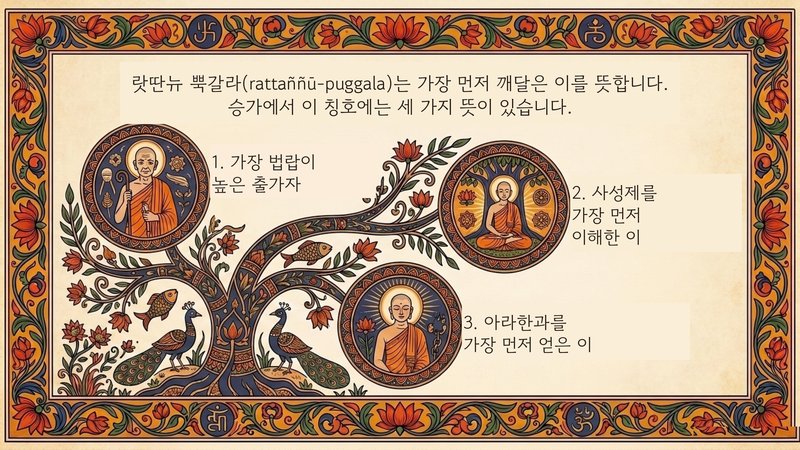 랏딴뉴 뿍갈라(rattaññū-puggala)는 가장 먼저 깨달은 이를 뜻합니다.
승가에서 이 칭호에는 세 가지 뜻이 있습니다.
1. 가장 법랍이
높은 출가자
2. 사성제를
가장 먼저
이해한 이
3. 아라한과를
가장 먼저 얻은 이